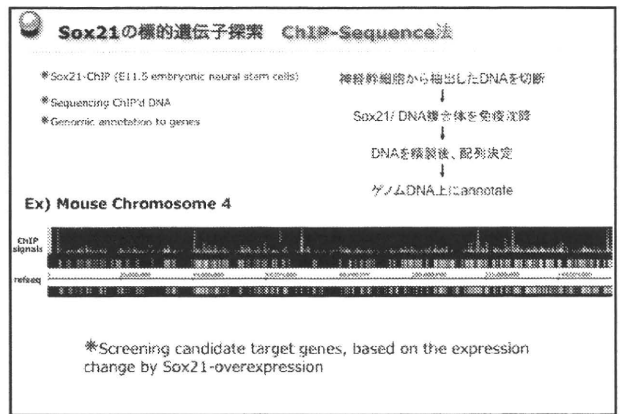 Sox21の標的遺伝子探索 ChIP-Sequence法
*Sox21-ChIP (E11.5 embryonic neural stem cells)
*Sequencing ChIP'd DNA
*Genomic annotation to genes
神経幹細胞から抽出したDNAを切断
↓
Sox21/DNA複合体を免疫沈降
↓
DNAを精製後、配列決定
↓
ゲノムDNA上にannotate
Ex) Mouse Chromosome 4
ChIP
signals
refseq
*Screening candidate target genes, based on the expression
change by Sox21-overexpression